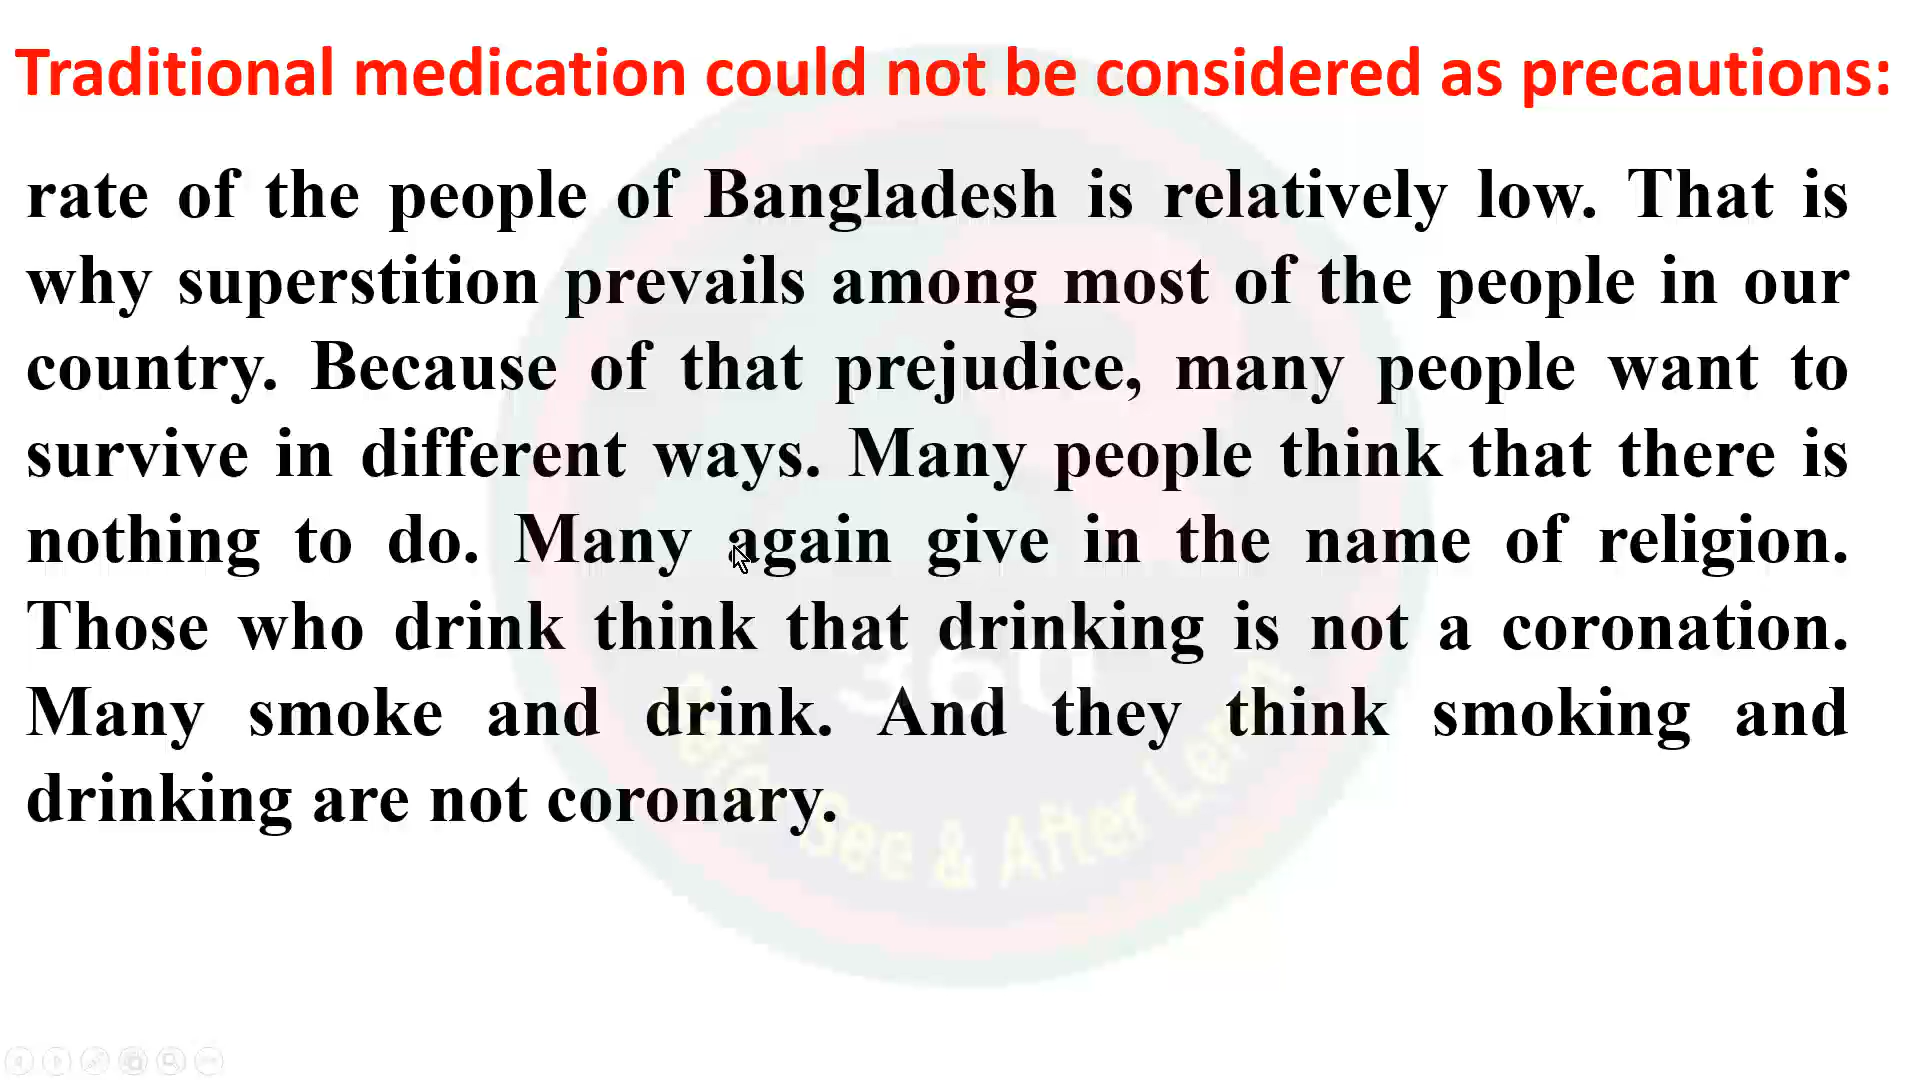 Traditional medication could not be considered as precautions:
rate of the people of Bangladesh is relatively low. That is
why superstition prevails among most of the people in our
country. Because of that prejudice, many people want to
survive in different ways. Many people think that there is
nothing to do. Many again give in the name of religion.
Those who drink think that drinking is not a coronation.
Many smoke and drink. And they think smoking and
drinking are not coronary.
360
See & After Lern